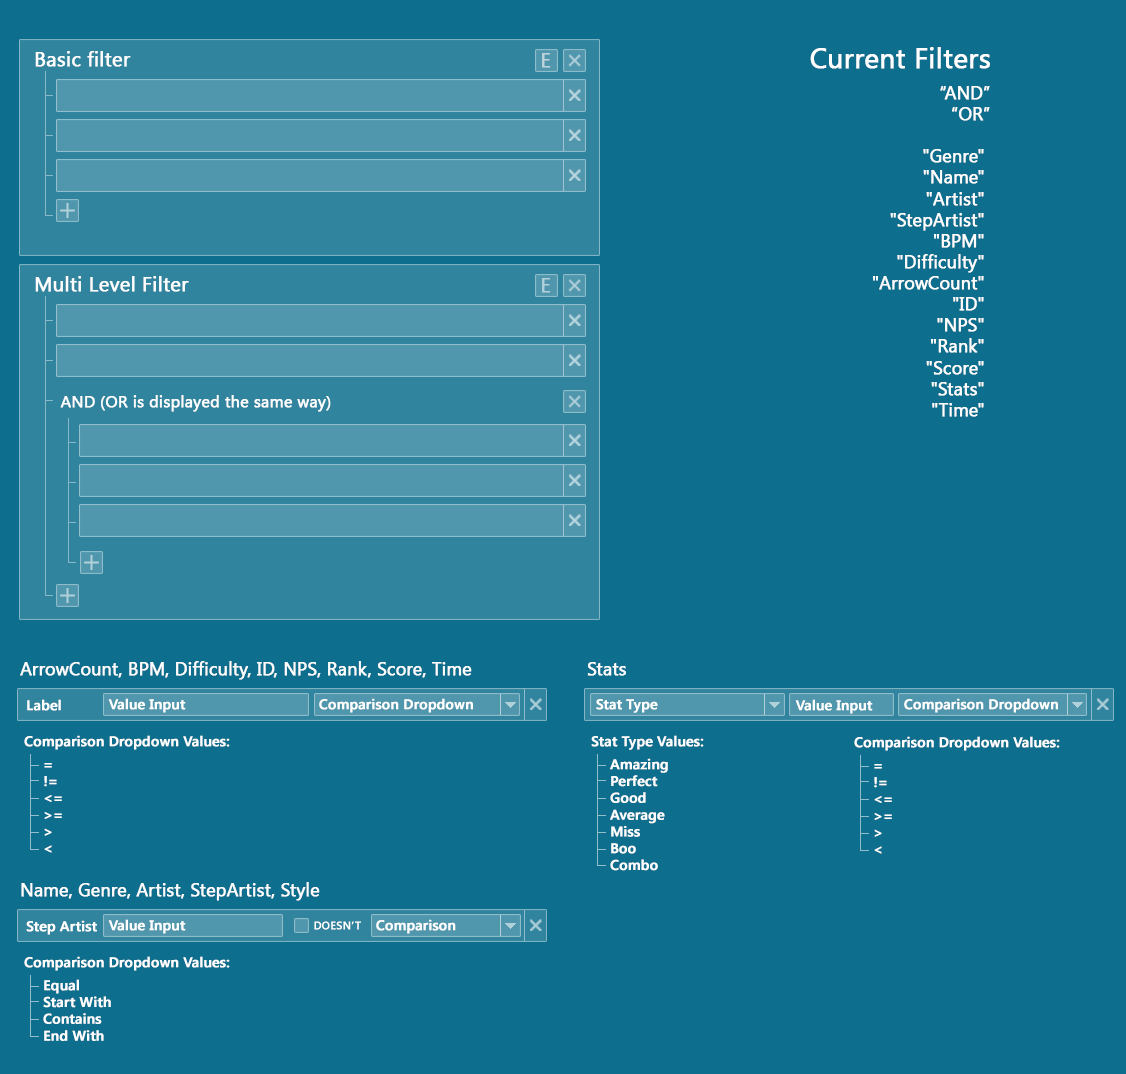 Basic filter
E
Multi Level Filter
E
AND (OR is displayed the same way)
Current Filters
“AND”
“OR”
"Genre"
"Name"
"Artist"
"StepArtist"
"BPM"
"Difficulty"
"ArrowCount"
"ID"
"NPS"
"Rank"
"Score"
"Stats"
"Time"
ArrowCount, BPM, Difficulty, ID, NPS, Rank, Score, Time
Label Value Input Comparison Dropdown
Comparison Dropdown Values:
=
!=
<=
>=
>
<
Stats
Stat Type Value Input Comparison Dropdown
Stat Type Values:
Amazing
Perfect
Good
Average
Miss
Boo
Combo
Comparison Dropdown Values:
=
!=
<=
>=
>
<
Name, Genre, Artist, StepArtist, Style
Step Artist Value Input DOESN'T Comparison
Comparison Dropdown Values:
Equal
Start With
Contains
End With